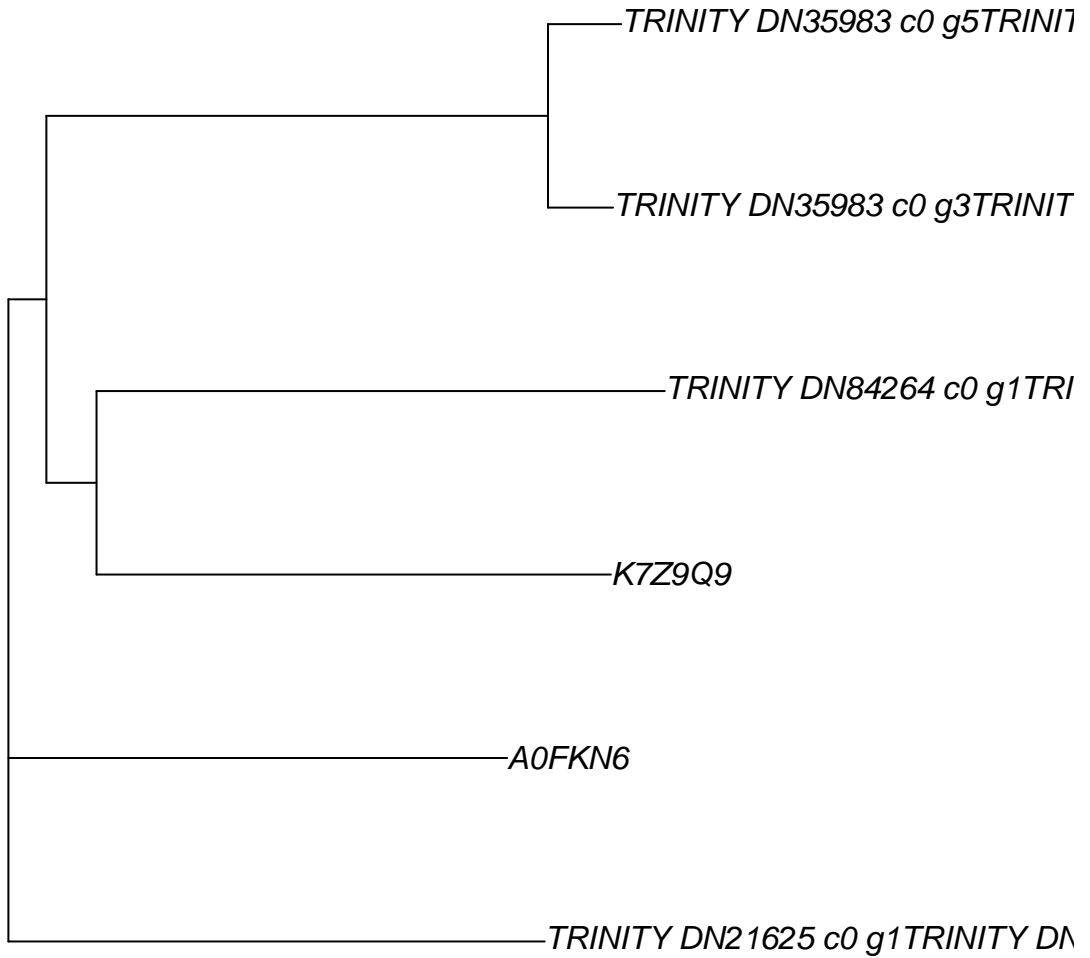 TRINITY DN35983 c0 g5TRINIT
TRINITY DN35983 c0 g3TRINIT
TRINITY DN84264 c0 g1TRI
K7Z9Q9
A0FKN6
TRINITY DN21625 c0 g1TRINITY DN